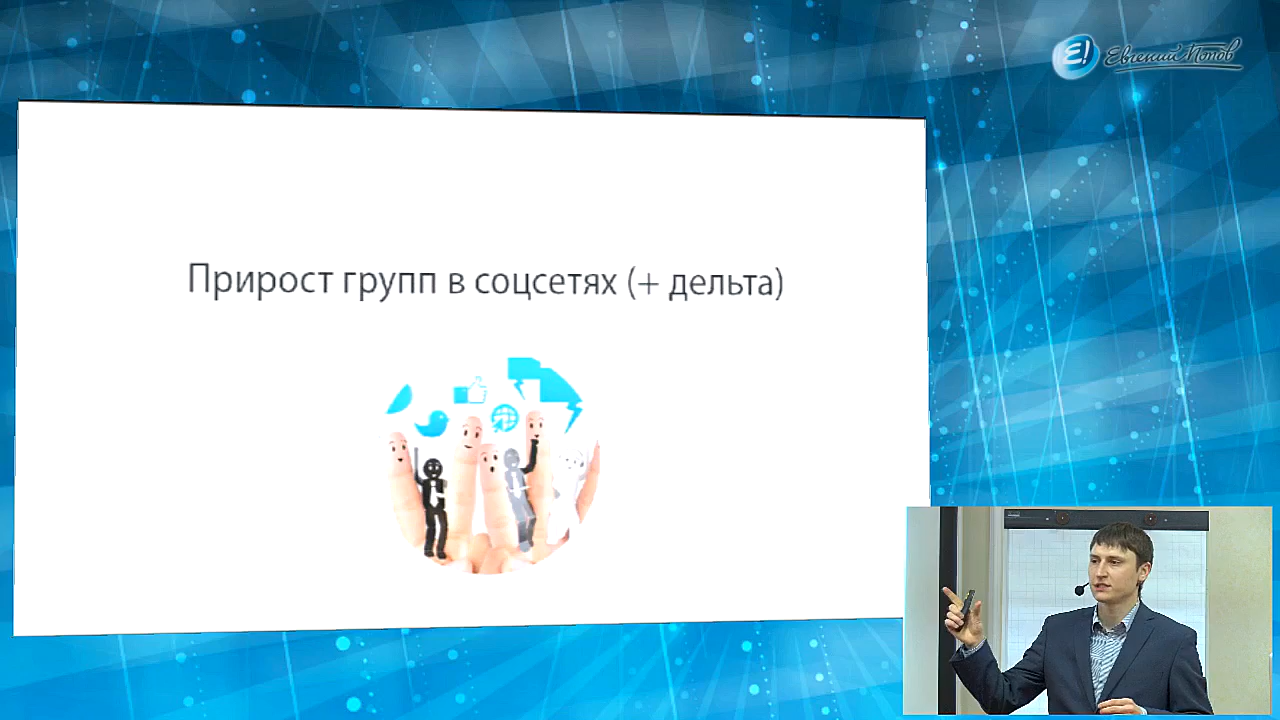 Евгений Попов
Прирост групп в соцсетях (+ дельта)